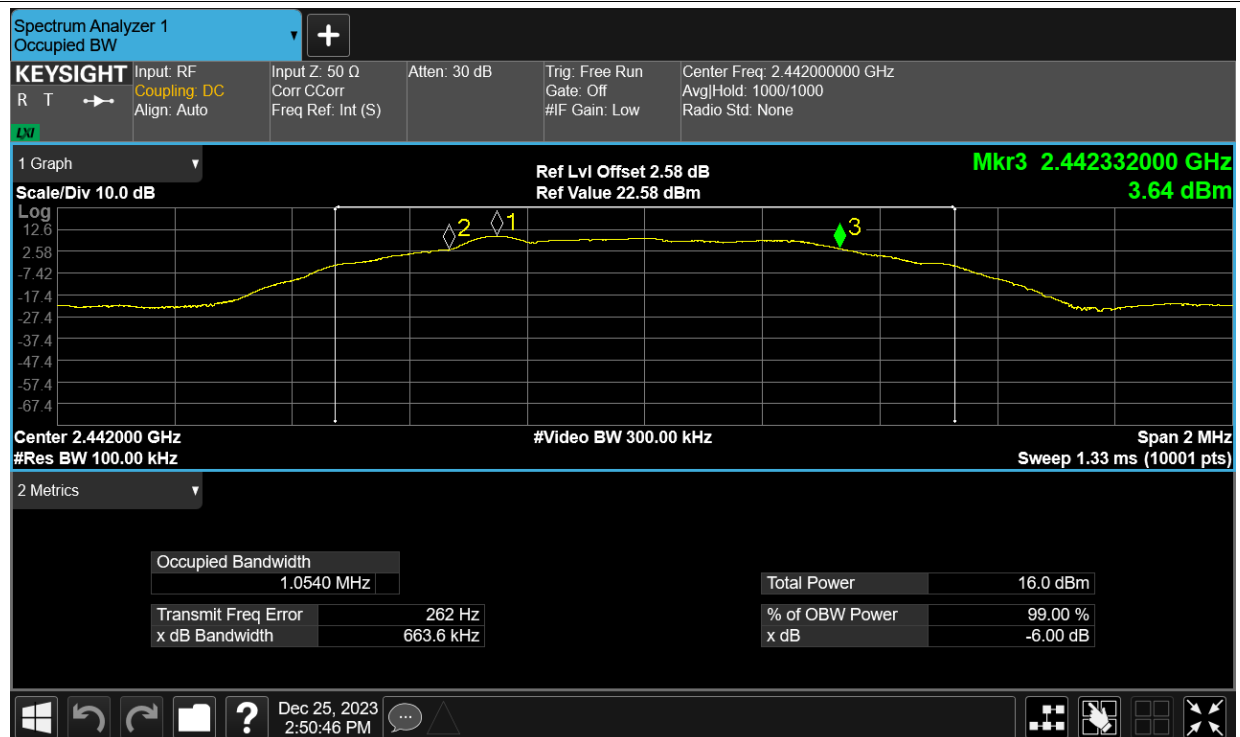 Spectrum Analyzer 1
Occupied BW
+
KEYSIGHT
R T
LXI
Input: RF
Coupling: DC
Align: Auto
Input Z: 50 Ω
Corr CCorr
Freq Ref: Int (S)
Atten: 30 dB
Trig: Free Run
Gate: Off
#IF Gain: Low
Center Freq: 2.442000000 GHz
Avg|Hold: 1000/1000
Radio Std: None
1 Graph
Scale/Div 10.0 dB
Ref Lvl Offset 2.58 dB
Ref Value 22.58 dBm
Mkr3 2.442332000 GHz
3.64 dBm
Log
12.6
2.58
-7.42
-17.4
-27.4
-37.4
-47.4
-57.4
-67.4
2
1
3
Center 2.442000 GHz
#Res BW 100.00 kHz
#Video BW 300.00 kHz
Span 2 MHz
Sweep 1.33 ms (10001 pts)
2 Metrics
Occupied Bandwidth
1.0540 MHz
Transmit Freq Error 262 Hz
x dB Bandwidth 663.6 kHz
Total Power 16.0 dBm
% of OBW Power 99.00 %
x dB -6.00 dB
?
Dec 25, 2023
2:50:46 PM